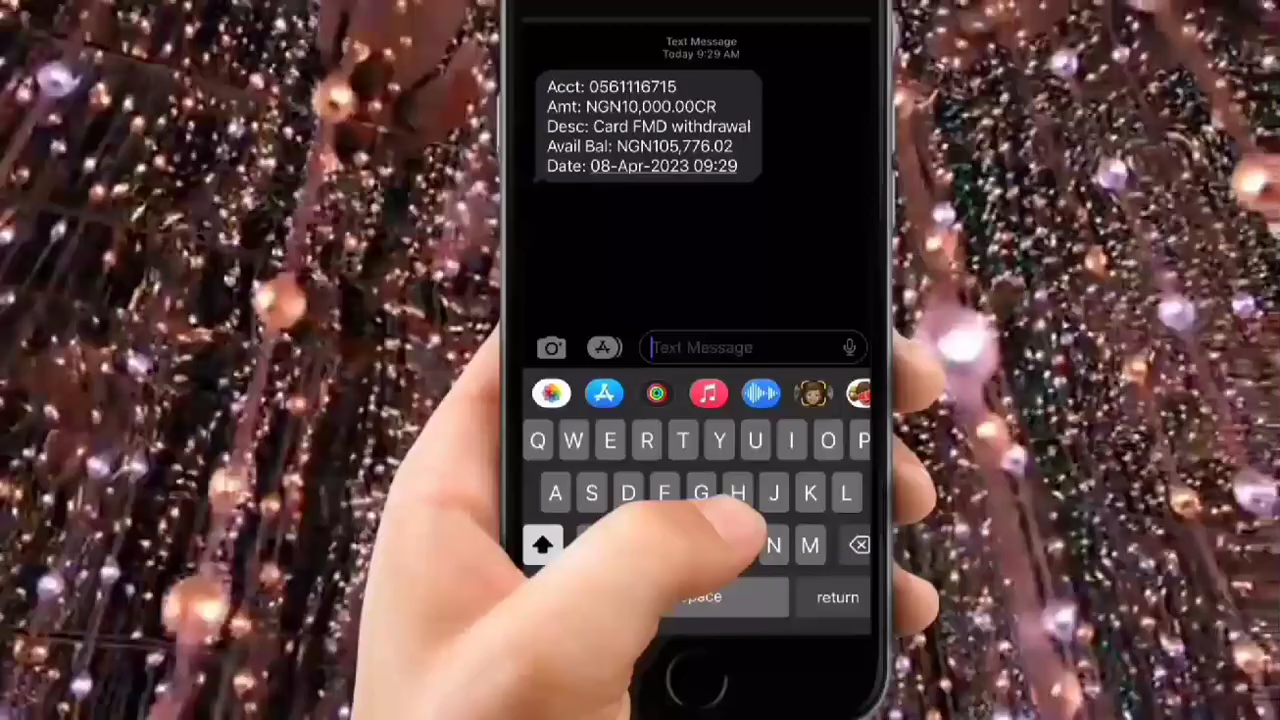 Text Message
Today 9:29 AM
Acct: 0561116715
Amt: NGN10,000.00CR
Desc: Card FMD withdrawal
Avail Bal: NGN105,776.02
Date: 08-Apr-2023 09:29
Text Message
Q W E R T Y U I O P
A S D F G H J K L
N M
space return